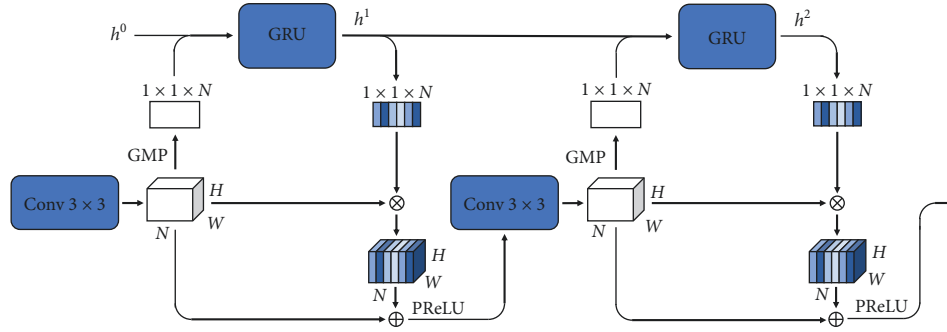 h⁰
GRU
h¹
GRU
h²
1 × 1 × N
1 × 1 × N
1 × 1 × N
1 × 1 × N
GMP
GMP
Conv 3 × 3
H
W
N
Conv 3 × 3
H
W
N
H
W
N
H
W
N
PReLU
PReLU